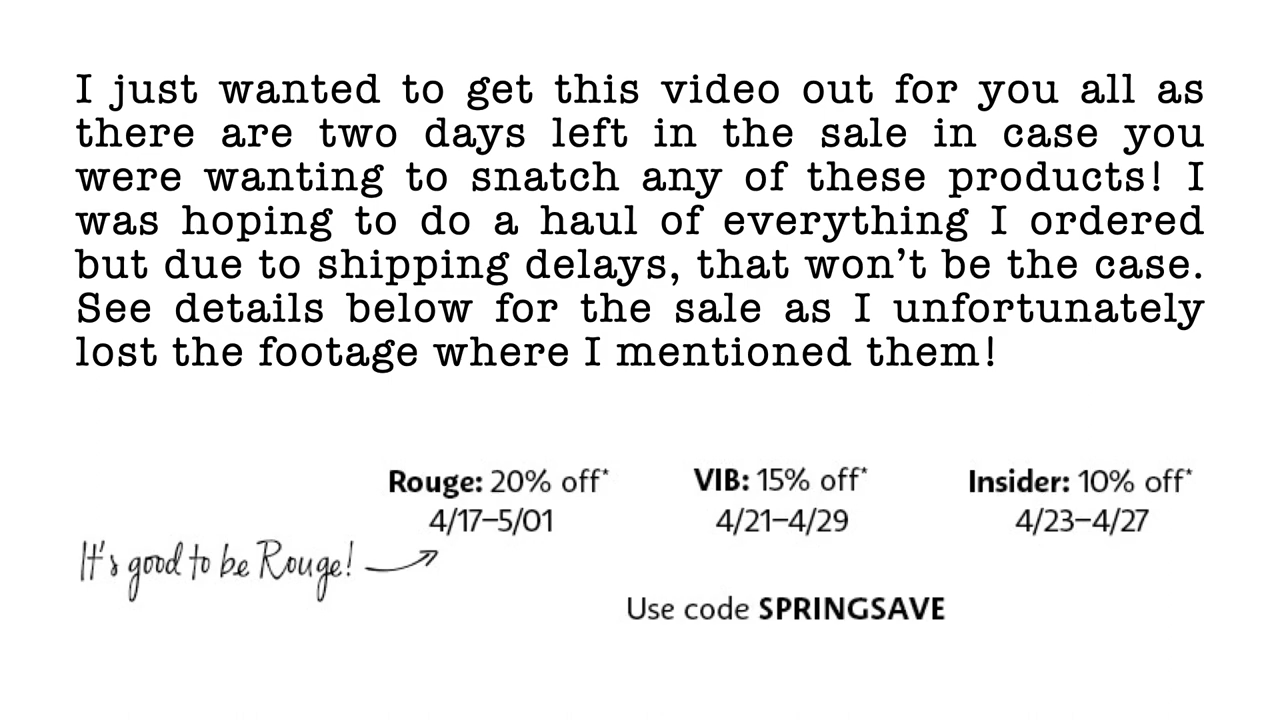 I just wanted to get this video out for you all as
there are two days left in the sale in case you
were wanting to snatch any of these products! I
was hoping to do a haul of everything I ordered
but due to shipping delays, that won’t be the case.
See details below for the sale as I unfortunately
lost the footage where I mentioned them!
Rouge: 20% off* VIB: 15% off* Insider: 10% off*
4/17–5/01 4/21–4/29 4/23–4/27
It's good to be Rouge!
Use code SPRINGSAVE